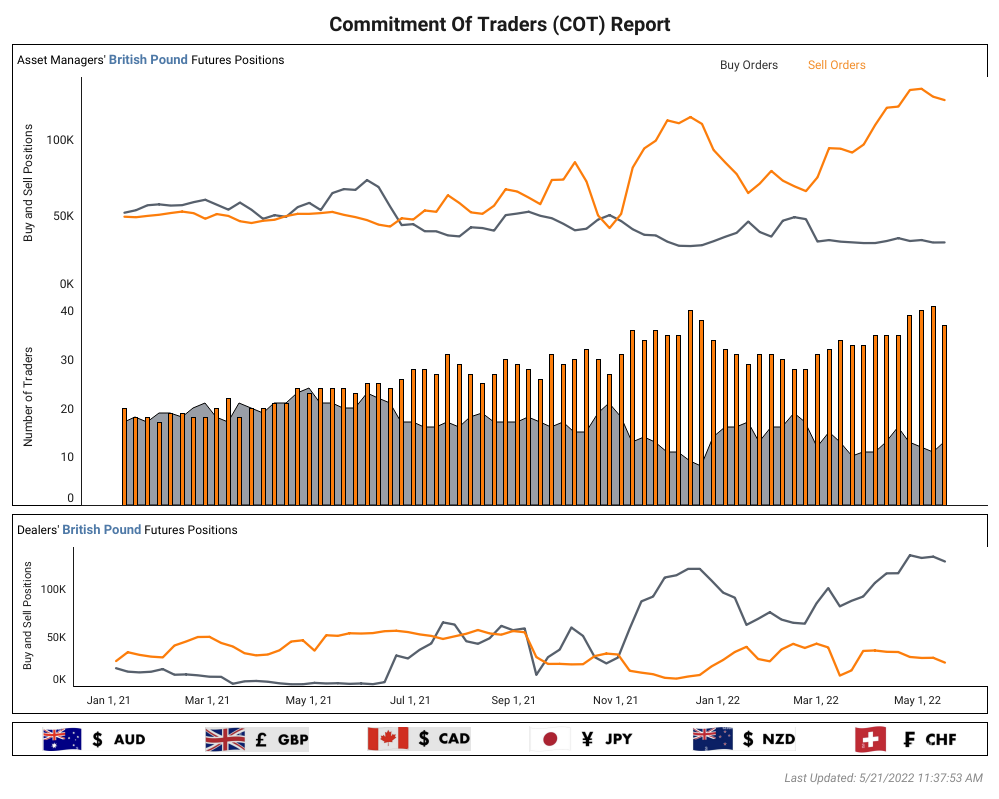 Commitment Of Traders (COT) Report
Asset Managers' British Pound Futures Positions
Buy Orders Sell Orders
Buy and Sell Positions
100K
50K
0K
Number of Traders
40
30
20
10
0
Dealers' British Pound Futures Positions
Buy and Sell Positions
100K
50K
0K
Jan 1, 21 Mar 1, 21 May 1, 21 Jul 1, 21 Sep 1, 21 Nov 1, 21 Jan 1, 22 Mar 1, 22 May 1, 22
$ AUD £ GBP $ CAD ¥ JPY $ NZD ₣ CHF
Last Updated: 5/21/2022 11:37:53 AM